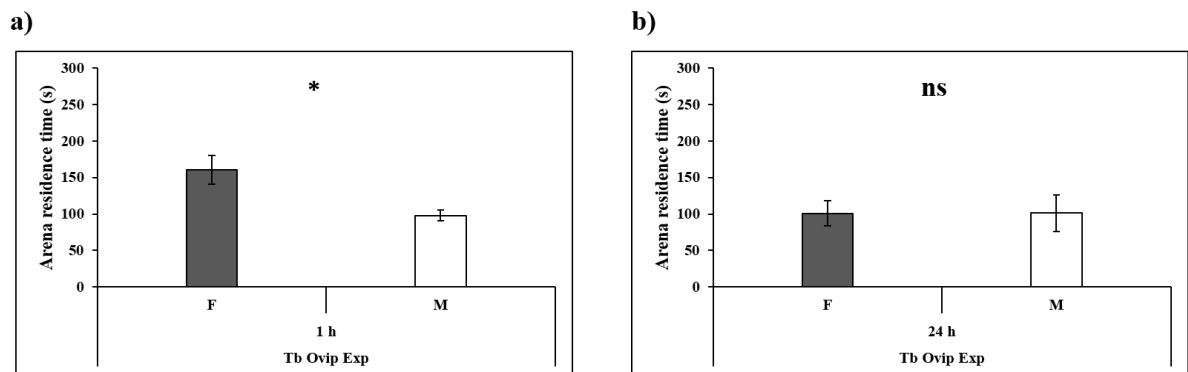 a)
Arena residence time (s)
300
250
200
150
100
50
0
*
F
M
1 h
Tb Ovip Exp
b)
Arena residence time (s)
300
250
200
150
100
50
0
ns
F
M
24 h
Tb Ovip Exp